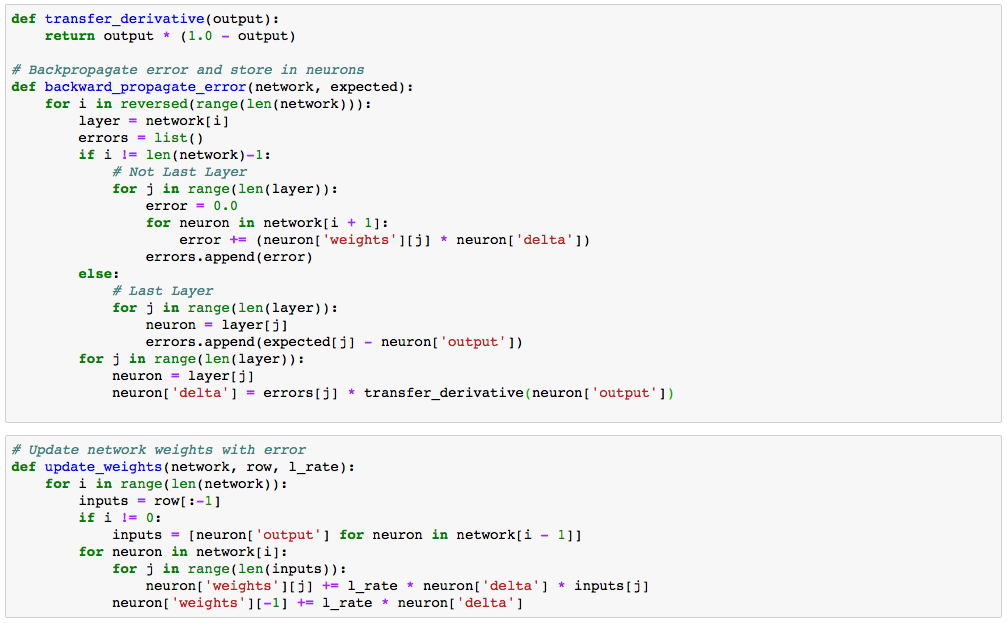 def transfer_derivative(output):
    return output * (1.0 - output)

# Backpropagate error and store in neurons
def backward_propagate_error(network, expected):
    for i in reversed(range(len(network))):
        layer = network[i]
        errors = list()
        if i != len(network)-1:
            # Not Last Layer
            for j in range(len(layer)):
                error = 0.0
                for neuron in network[i + 1]:
                    error += (neuron['weights'][j] * neuron['delta'])
                errors.append(error)
        else:
            # Last Layer
            for j in range(len(layer)):
                neuron = layer[j]
                errors.append(expected[j] - neuron['output'])
        for j in range(len(layer)):
            neuron = layer[j]
            neuron['delta'] = errors[j] * transfer_derivative(neuron['output'])

# Update network weights with error
def update_weights(network, row, l_rate):
    for i in range(len(network)):
        inputs = row[:-1]
        if i != 0:
            inputs = [neuron['output'] for neuron in network[i - 1]]
        for neuron in network[i]:
            for j in range(len(inputs)):
                neuron['weights'][j] += l_rate * neuron['delta'] * inputs[j]
            neuron['weights'][-1] += l_rate * neuron['delta']